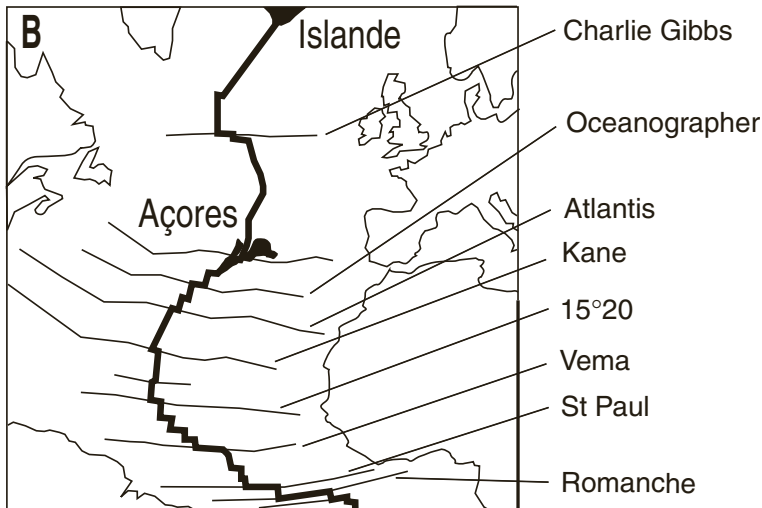 B
Islande
Charlie Gibbs
Oceanographer
Açores
Atlantis
Kane
15°20
Vema
St Paul
Romanche